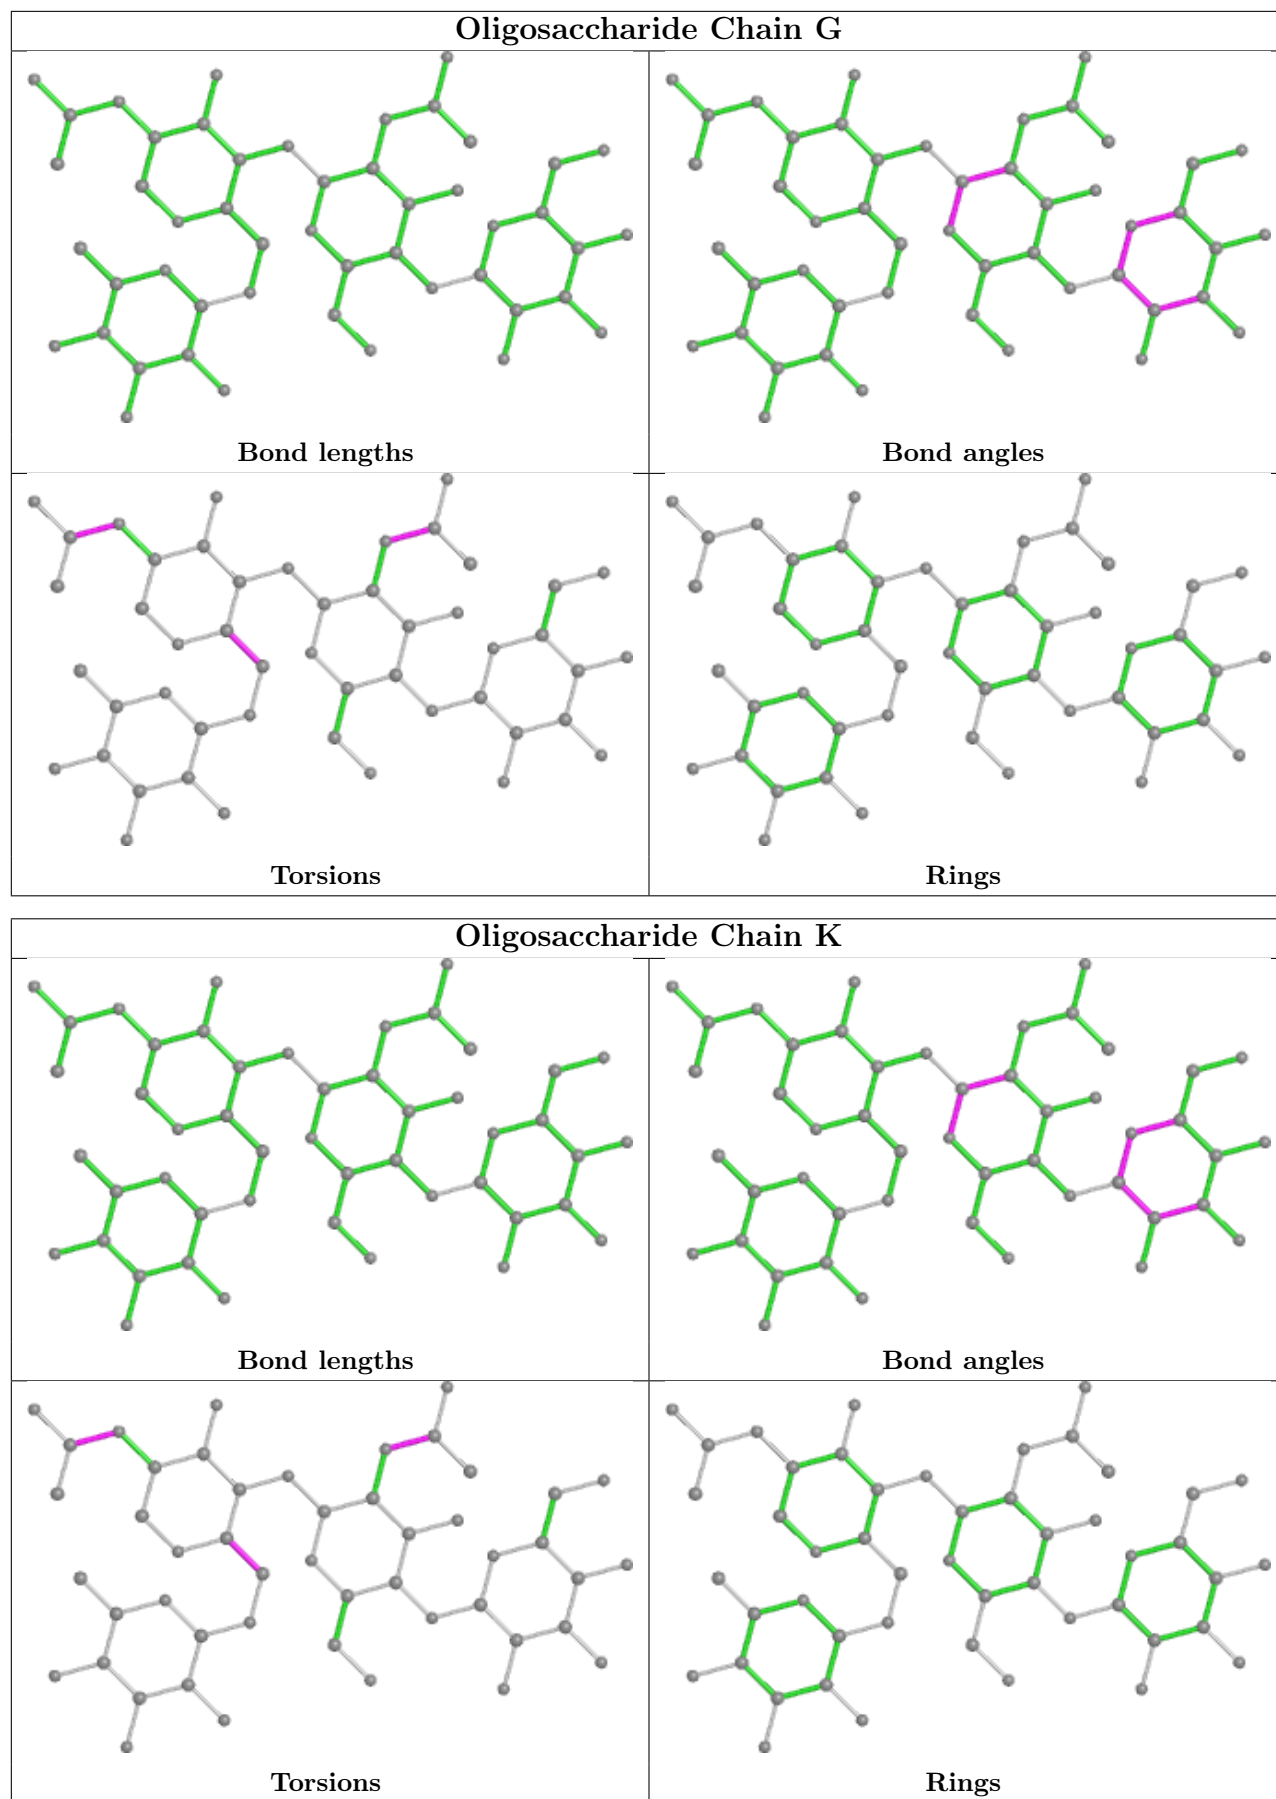 Oligosaccharide Chain G
Bond lengths
Bond angles
Torsions
Rings
Oligosaccharide Chain K
Bond lengths
Bond angles
Torsions
Rings